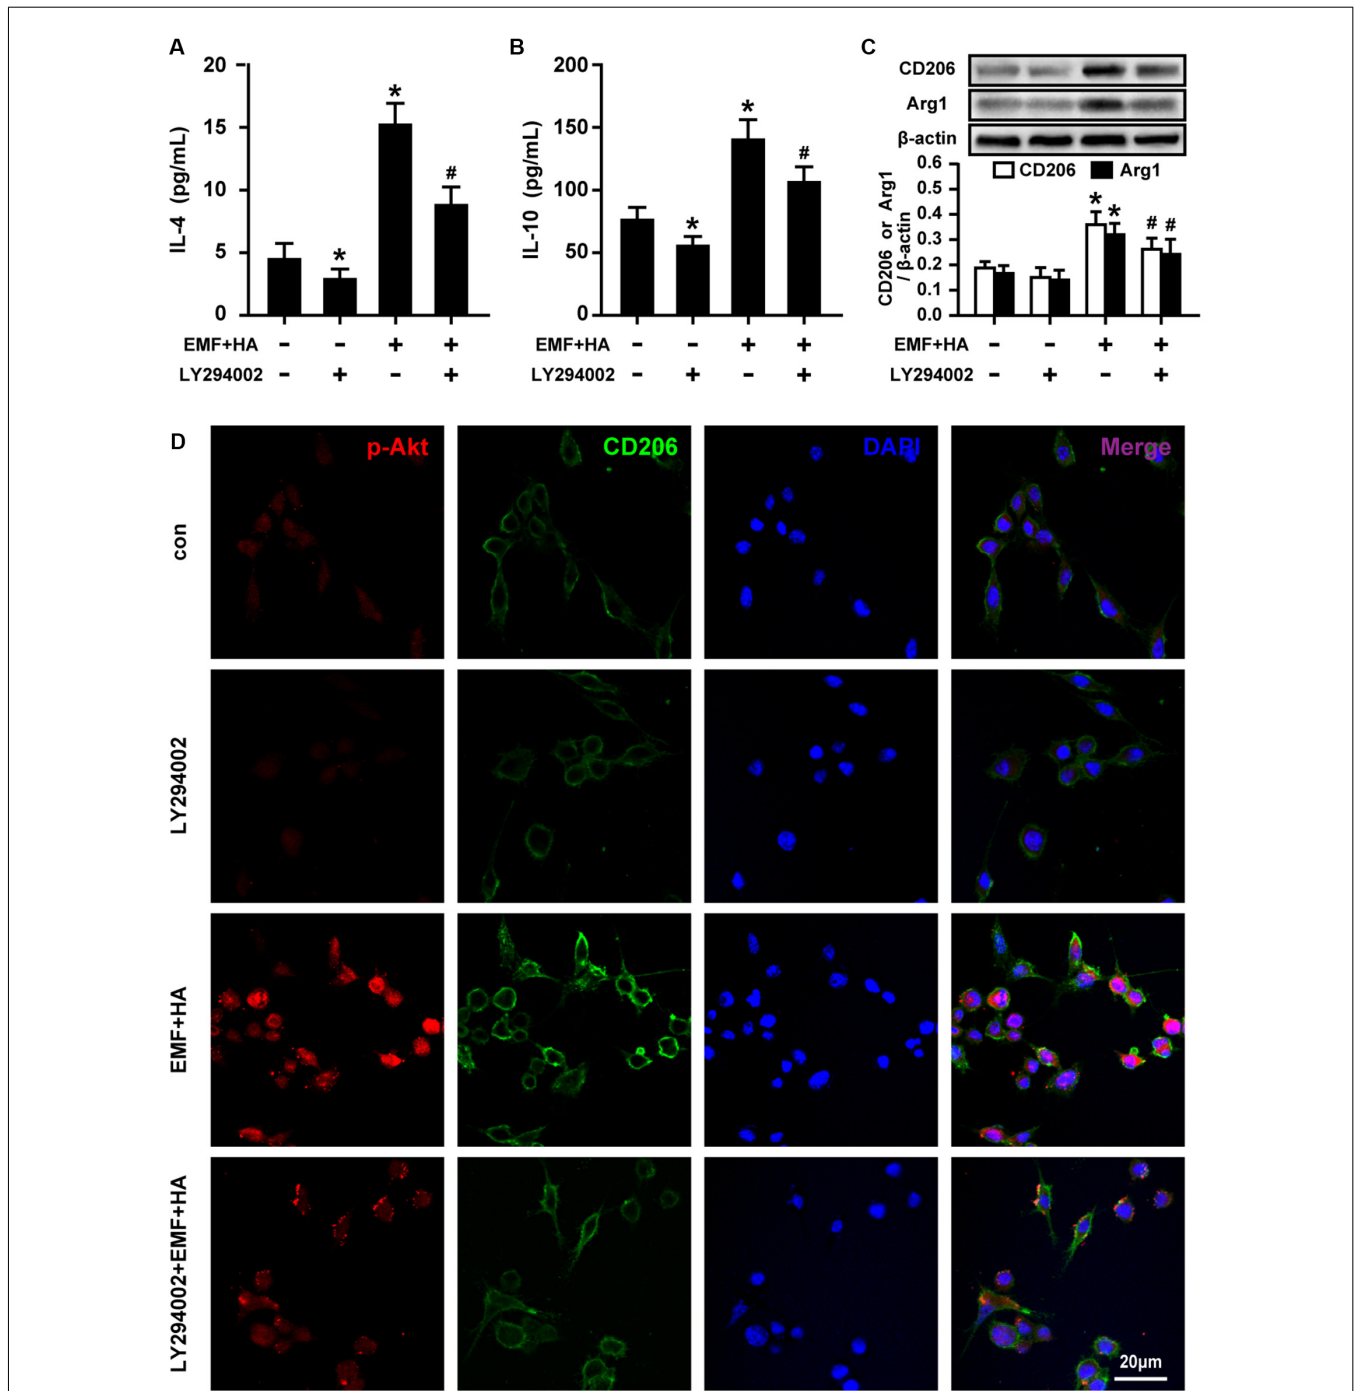 A
20
15
10
5
0
IL-4 (pg/mL)
*
*
#
EMF+HA - - + +
LY294002 - + - +
B
200
150
100
50
0
IL-10 (pg/mL)
*
*
#
EMF+HA - - + +
LY294002 - + - +
C
CD206
Arg1
β-actin
0.6
0.5
0.4
0.3
0.2
0.1
0.0
CD206 or Arg1
/ β-actin
CD206 Arg1
* *
# #
EMF+HA - - + +
LY294002 - + - +
D
p-Akt CD206 DAPI Merge
con
LY294002
EMF+HA
LY294002+EMF+HA
20μm